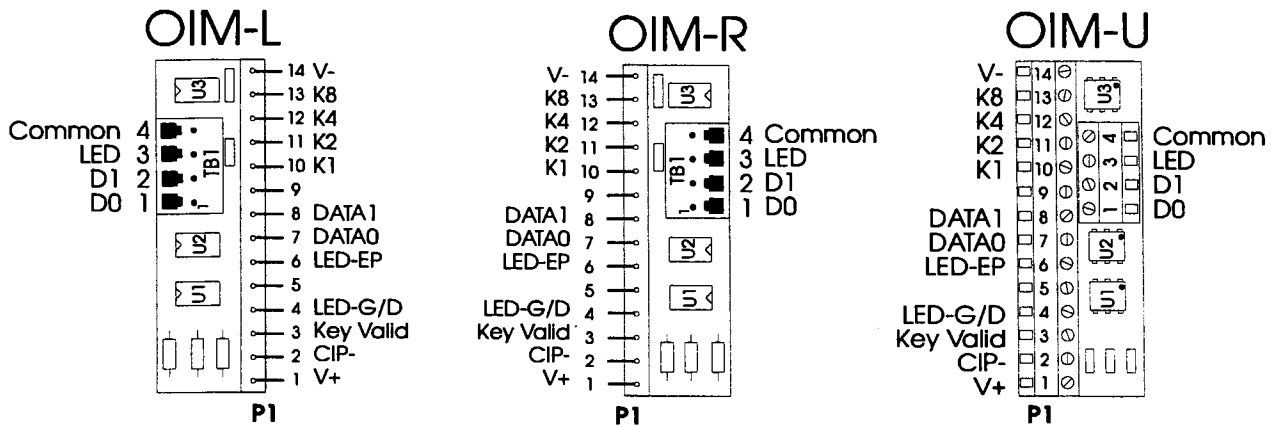 OIM-L
14 V-
13 K8
12 K4
11 K2
10 K1
9
8 DATA1
7 DATA0
6 LED-EP
5
4 LED-G/D
3 Key Valid
2 CIP-
1 V+
Common 4
LED 3
D1 2
D0 1
U3
TB1
1
U2
U1
P1
OIM-R
V- 14
K8 13
K4 12
K2 11
K1 10
9
DATA1 8
DATA0 7
LED-EP 6
5
LED-G/D 4
Key Valid 3
CIP- 2
V+ 1
U3
TB1
1
4 Common
3 LED
2 D1
1 D0
U2
U1
P1
OIM-U
V- 14
K8 13
K4 12
K2 11
K1 10
9
DATA1 8
DATA0 7
LED-EP 6
5
LED-G/D 4
Key Valid 3
CIP- 2
V+ 1
U3
4 Common
3 LED
2 D1
1 D0
U2
U1
P1